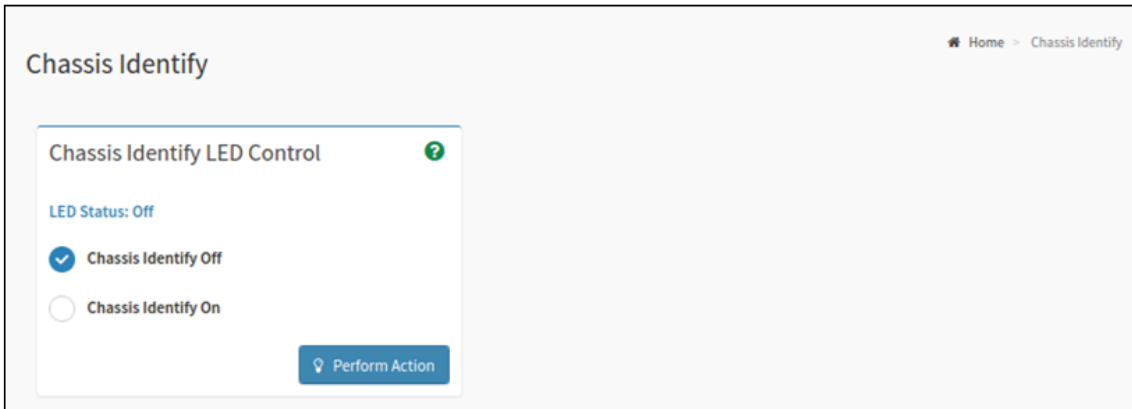 Home > Chassis Identify
Chassis Identify
Chassis Identify LED Control ?
LED Status: Off
Chassis Identify Off
Chassis Identify On
Perform Action